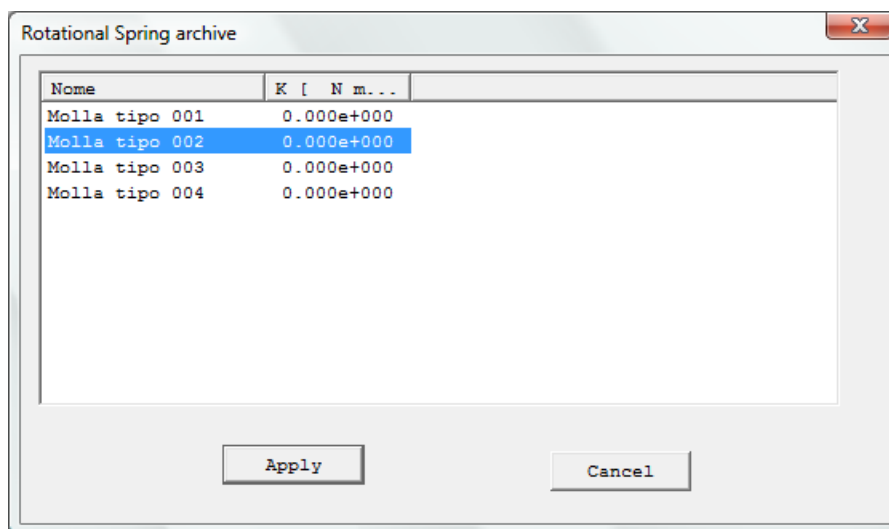 Rotational Spring archive
Nome K [ N m...
Molla tipo 001 0.000e+000
Molla tipo 002 0.000e+000
Molla tipo 003 0.000e+000
Molla tipo 004 0.000e+000
Apply Cancel